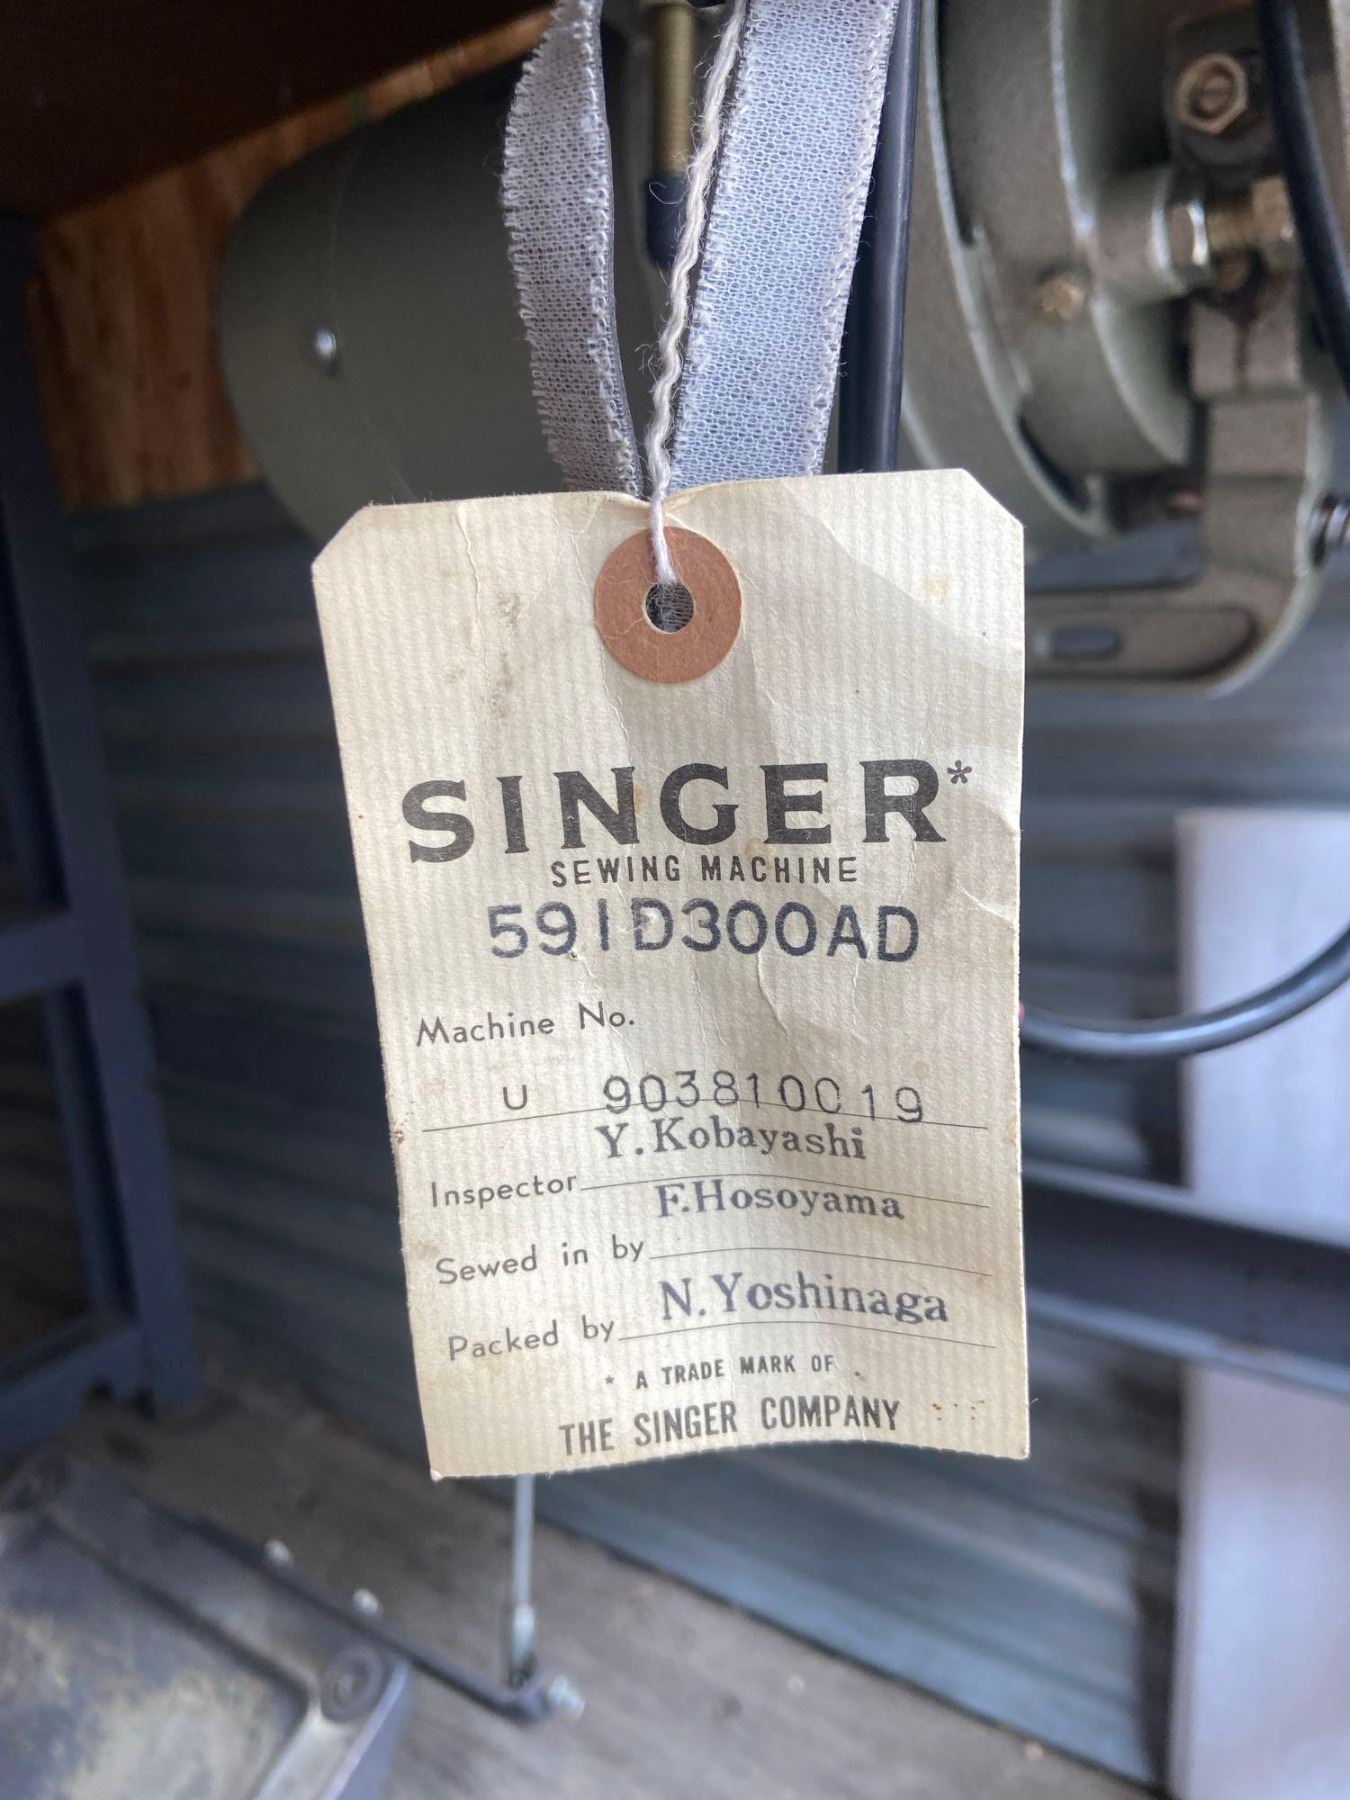 SINGER*
SEWING MACHINE
591D300AD
Machine No.
U 903810019
Y.Kobayashi
Inspector
F.Hosoyama
Sewed in by
N.Yoshinaga
Packed by
* A TRADE MARK OF
THE SINGER COMPANY